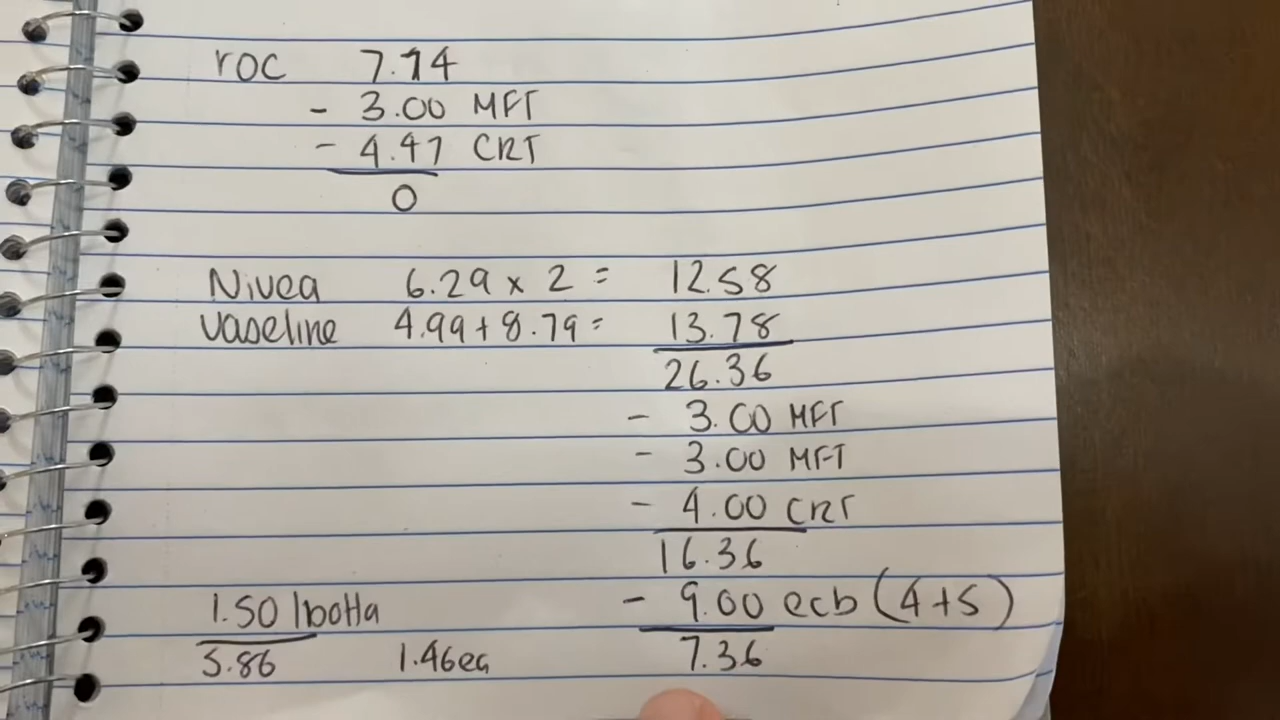 roc 7.74
- 3.00 MFT
- 4.47 CRT
0
Nivea 6.29 x 2 = 12.58
Vaseline 4.99 + 8.79 = 13.78
26.36
- 3.00 MFT
- 3.00 MFT
- 4.00 CRT
16.36
1.50 Ibotta - 9.00 ecb (4+5)
5.86 1.46ea 7.36